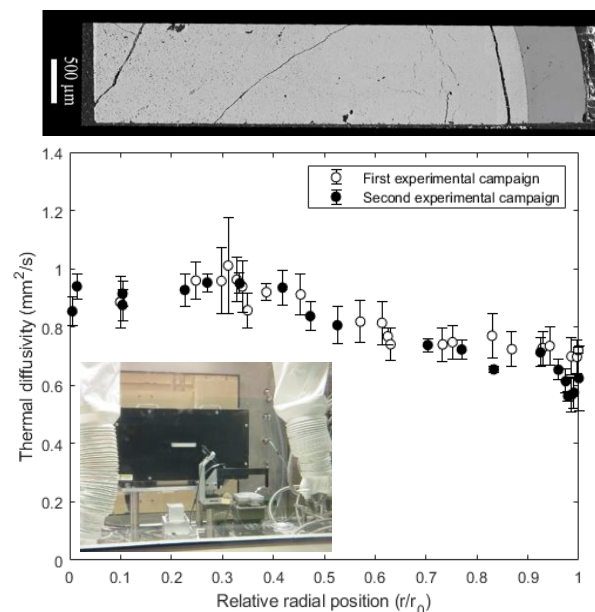 500 μm
1.4
1.2
1
0.8
0.6
0.4
0.2
0
First experimental campaign
Second experimental campaign
Thermal diffusivity (mm²/s)
0 0.1 0.2 0.3 0.4 0.5 0.6 0.7 0.8 0.9 1
Relative radial position (r/r₀)